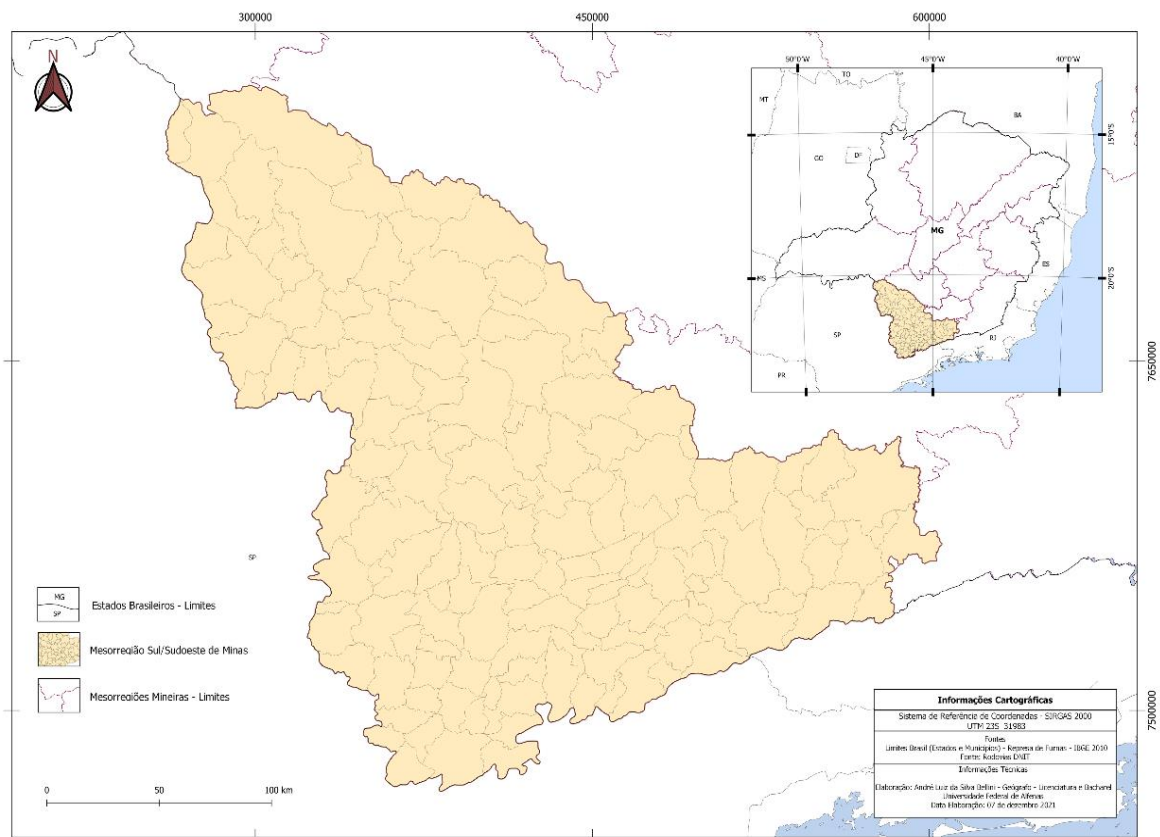 300000
450000
600000
N
50°0'W
45°0'W
40°0'W
TO
MT
BA
15°0'S
GO
DF
MG
MS
20°0'S
ES
SP
RJ
PR
7650000
SP
MG
SP
Estados Brasileiros - Limites
Mesorregião Sul/Sudoeste de Minas
Mesorregiões Mineiras - Limites
7500000
0
50
100 km
Informações Cartográficas
Sistema de Referência de Coordenadas - SIRGAS 2000
UTM 23S 31983
Fontes
Limites Brasil (Estados e Municípios) - Represa de Furnas - IBGE 2010
Fonte: Rodovias DNIT
Informações Técnicas
Elaboração: André Luiz da Silva Bellini - Geógrafo - Licenciatura e Bacharel
Universidade Federal de Alfenas
Data Elaboração: 07 de dezembro 2021